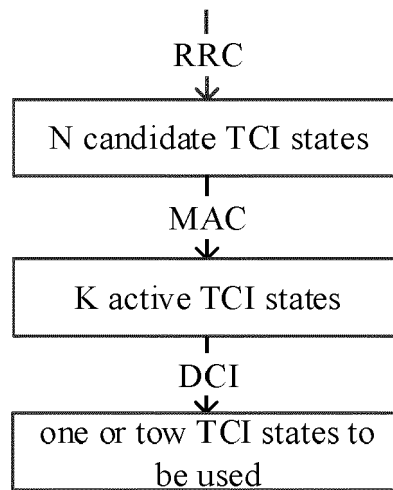 RRC
N candidate TCI states
MAC
K active TCI states
DCI
one or tow TCI states to
be used